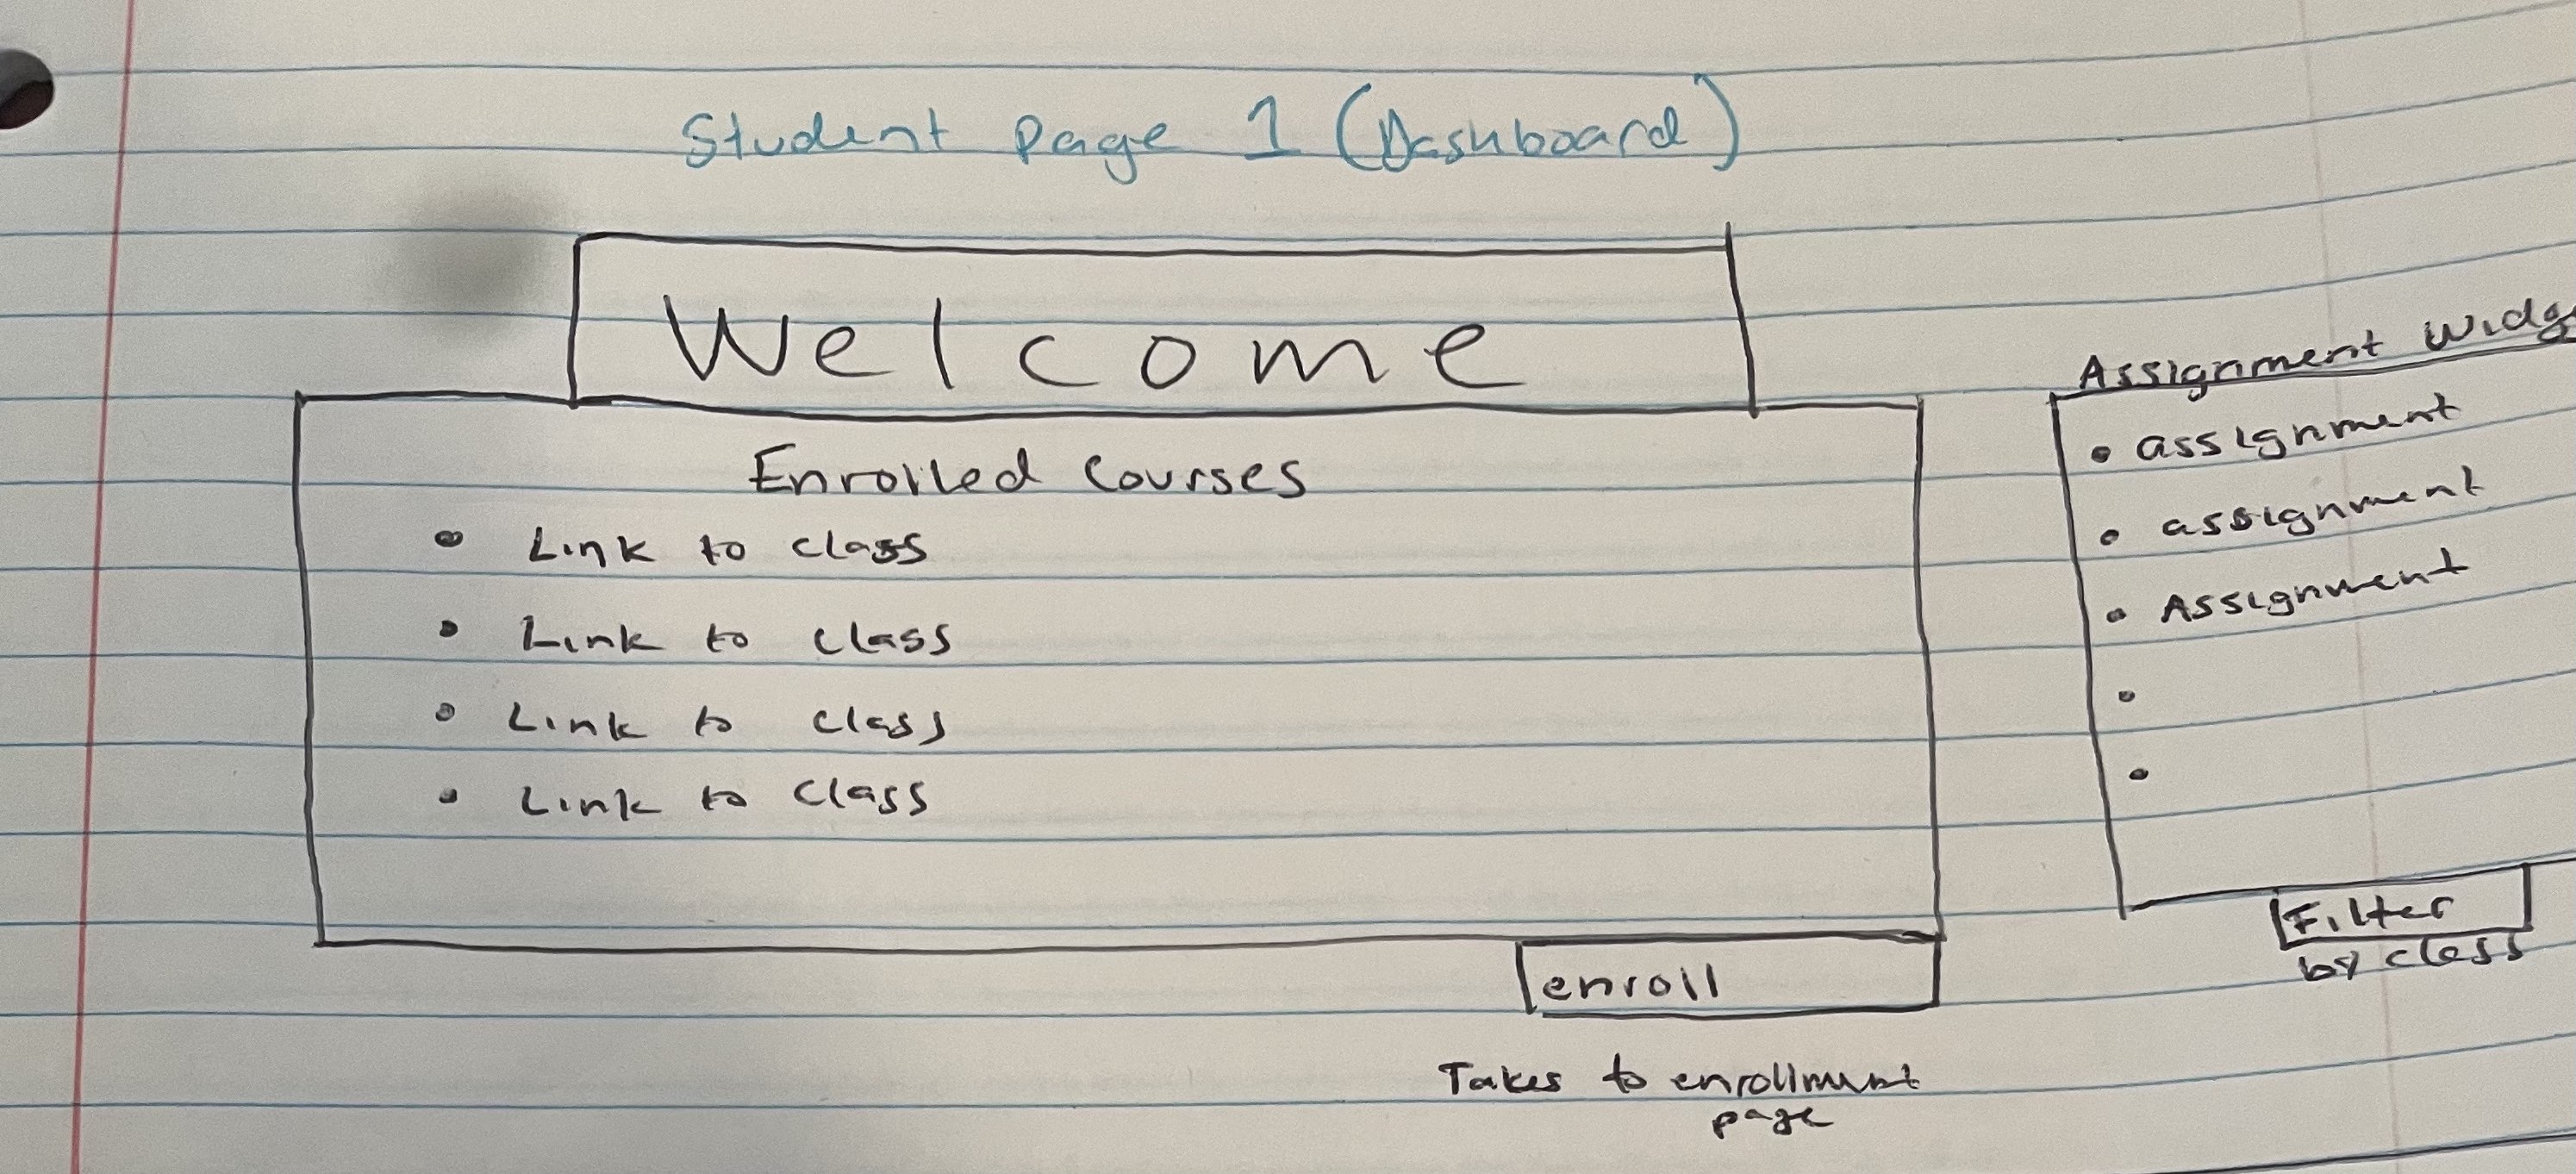 Student Page 1 (Dashboard)
Welcome
Enrolled Courses
• Link to class
• Link to class
• Link to class
• Link to class
enroll
Takes to enrollment
page
Assignment Widg
• assignment
• assignment
• Assignment
•
•
Filter
by class